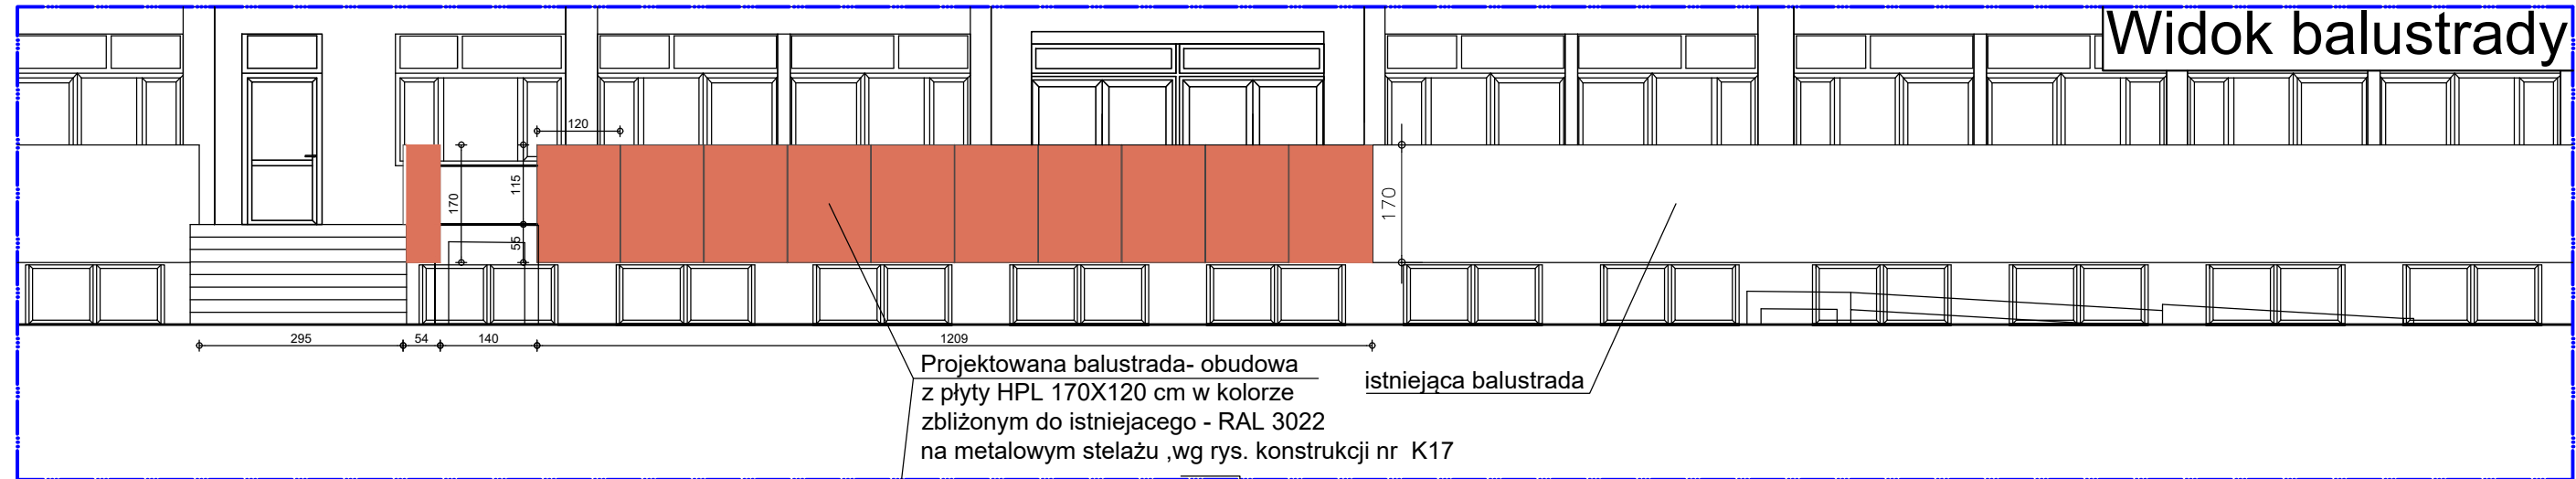 Widok balustrady
120
115
170
55
170
295
54
140
1209
Projektowana balustrada- obudowa
z płyty HPL 170X120 cm w kolorze
zbliżonym do istniejacego - RAL 3022
na metalowym stelażu ,wg rys. konstrukcji nr K17
istniejąca balustrada